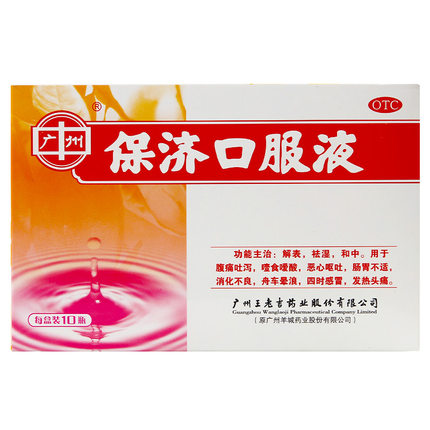 OTC
广州
®
保济口服液
功能主治：解表，祛湿，和中。用于
腹痛吐泻，噎食嗳酸，恶心呕吐，肠胃不适，
消化不良，舟车晕浪，四时感冒，发热头痛。
广州王老吉药业股份有限公司
Guangzhou Wanglaoji Pharmaceutical Company Limited
（原广州羊城药业股份有限公司）
每盒装10瓶